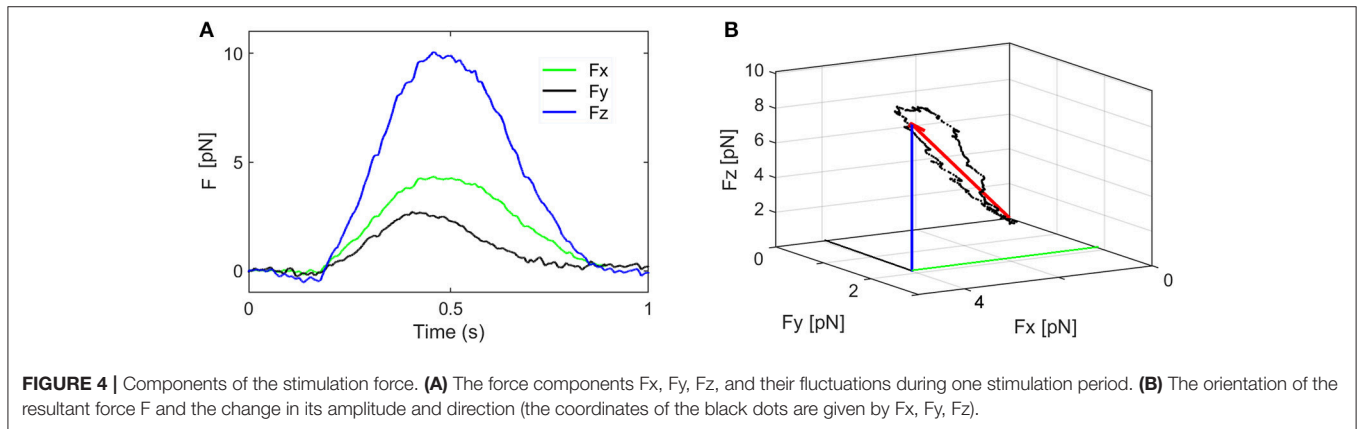 A
10
5
0
F [pN]
Fx
Fy
Fz
0
0.5
1
Time (s)
B
10
8
6
4
2
Fz [pN]
0
2
Fy [pN]
4
0
Fx [pN]
FIGURE 4 | Components of the stimulation force. (A) The force components Fx, Fy, Fz, and their fluctuations during one stimulation period. (B) The orientation of the
resultant force F and the change in its amplitude and direction (the coordinates of the black dots are given by Fx, Fy, Fz).